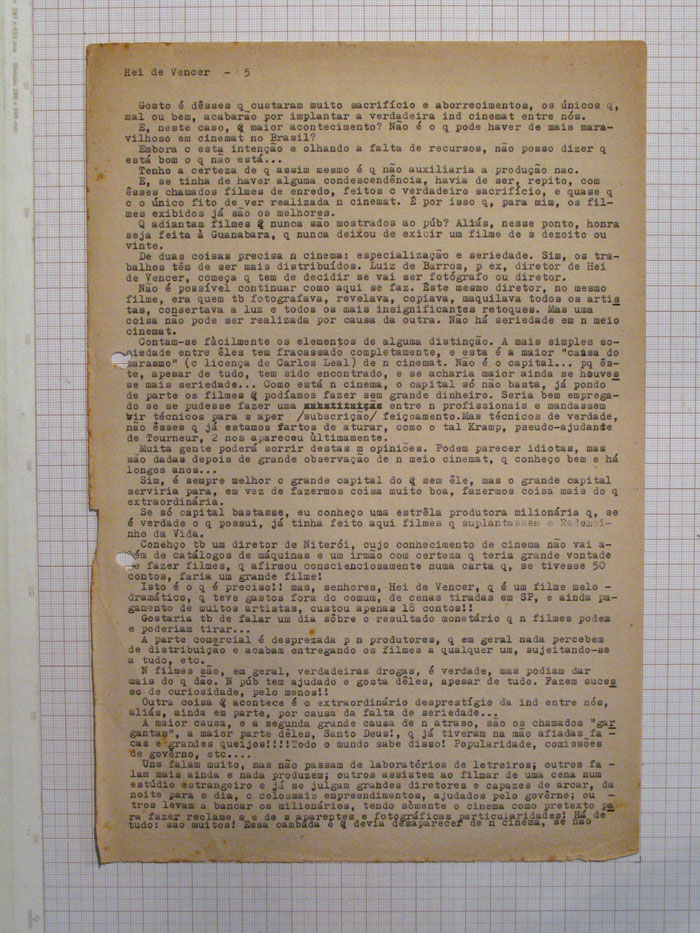 Hei de Vencer - 5
Gosto é dêsses q custaram muito sacrifício e aborrecimentos, os únicos q,
mal ou bem, acabarão por implantar a verdadeira ind cinemat entre nós.
E, neste caso, q maior acontecimento? Não é o q pode haver de mais mara-
vilhoso em cinemat no Brasil?
Embora c esta intenção e olhando a falta de recursos, não posso dizer q
está bom o q não está...
Tenho a certeza de q assim mesmo é q não auxiliaria a produção nac.
E, se tinha de haver alguma condescendência, havia de ser, repito, com
êsses chamados filmes de enredo, feitos c verdadeiro sacrifício, e quase q
c o único fito de ver realizada n cinemat. É por isso q, para mim, os fil-
mes exibidos já são os melhores.
Q adiantam filmes q nunca são mostrados ao púb? Aliás, nesse ponto, honra
seja feita à Guanabara, q nunca deixou de exibir um filme de s dezoito ou
vinte.
De duas coisas precisa n cinema: especialização e seriedade. Sim, os tra-
balhos têm de ser mais distribuídos. Luiz de Barros, p ex, diretor de Hei
de Vencer, começa q tem de decidir se vai ser fotógrafo ou diretor.
Não é possível continuar como aqui se faz. Êste mesmo diretor, no mesmo
filme, era quem tb fotografava, revelava, copiava, maquilava todos os artis
tas, consertava a luz e todos os mais insignificantes retoques. Mas uma
coisa não pode ser realizada por causa da outra. Não há seriedade em n meio
cinemat.
Contam-se fàcilmente os elementos de alguma distinção. A mais simples so-
ciedade entre êles tem fracassado completamente, e esta é a maior "causa do
marasmo" (c licença de Carlos Leal) de n cinemat. Não é o capital... pq ês-
te, apesar de tudo, tem sido encontrado, e se acharia maior ainda se houves
se mais seriedade... Como está n cinema, o capital só não basta, já pondo
de parte os filmes q podíamos fazer sem grande dinheiro. Seria bem emprega-
do se se pudesse fazer uma entre n profissionais e mandassem
vir técnicos para s aper /subscrição/ feiçoamento.Mas técnicos de verdade,
não êsses q já estamos fartos de aturar, como o tal Kramp, pseudo-ajudante
de Tourneur, 2 nos apareceu ùltimamente.
Muita gente poderá sorrir destas m opiniões. Podem parecer idiotas, mas
são dadas depois de grande observação de n meio cinemat, q conheço bem e há
longos anos...
Sim, é sempre melhor c grande capital do q sem êle, mas o grande capital
serviria para, em vez de fazermos coisa muito boa, fazermos coisa mais do q
extraordinária.
Se só capital bastasse, eu conheço uma estrêla produtora milionária q, se
é verdade o q possui, já tinha feito aqui filmes q suplantassem o Redemoi-
nho da Vida.
Conehço tb um diretor de Niterói, cujo conhecimento de cinema não vai a-
lém de catálogos de máquinas e um irmão com certeza q teria grande vontade
de fazer filmes, q afirmou conscienciosamente numa carta q, se tivesse 50
contos, faria um grande filme!
Isto é o q é preciso!! mas, senhores, Hei de Vencer, q é um filme melo -
dramático, q teve gastos fora do comum, de cenas tiradas em SP, e ainda pa-
gamento de muitos artistas, custou apenas 18 contos!!
Gostaria tb de falar um dia sôbre o resultado monetário q n filmes podem
e poderiam tirar...
A parte comercial é desprezada p n produtores, q em geral nada percebem
de distribuição e acabam entregando os filmes a qualquer um, sujeitando-se
a tudo, etc.
N filmes são, em geral, verdadeiras drogas, é verdade, mas podiam dar
mais do q dão. N púb tem ajudado e gosta dêles, apesar de tudo. Fazem suces
so de curiosidade, pelo menos!!
Outra coisa q acontece é o extraordinário desprestígio da ind entre nós,
aliás, ainda em parte, por causa da falta de seriedade...
A maior causa, e a segunda grande causa de n atraso, são os chamados "gar
gantas", a maior parte dêles, Santo Deus!, q já tiveram na mão afiadas fa -
cas e grandes queijos!!!!Todo o mundo sabe disso! Popularidade, comissões
de govêrno, etc....
Uns falam muito, mas não passam de laboratórios de letreiros; outros fa -
lam mais ainda e nada produzem; outros assistem ao filmar de uma cena num
estúdio estrangeiro e já se julgam grandes diretores e capazes de arcar, da
noite para o dia, c colossais empreendimentos, ajudados pelo govêrno; ou -
tros levam a bancar os milionários, tendo sòmente o cinema como pretexto pa
ra fazer reclame s e de s aparentes e fotográficas particularidades! Há de
tudo: são muitos! Essa cambada é q devia desaparecer de n cinema, se não